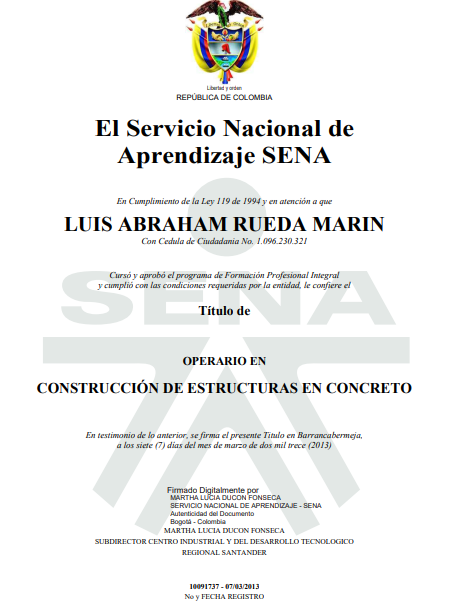 Libertad y orden
REPÚBLICA DE COLOMBIA
El Servicio Nacional de
Aprendizaje SENA
En Cumplimiento de la Ley 119 de 1994 y en atención a que
LUIS ABRAHAM RUEDA MARIN
Con Cedula de Ciudadania No. 1.096.230.321
Cursó y aprobó el programa de Formación Profesional Integral
y cumplió con las condiciones requeridas por la entidad, le confiere el
SENA
Título de
OPERARIO EN
CONSTRUCCIÓN DE ESTRUCTURAS EN CONCRETO
En testimonio de lo anterior, se firma el presente Titulo en Barrancabermeja,
a los siete (7) días del mes de marzo de dos mil trece (2013)
Firmado Digitalmente por
MARTHA LUCIA DUCON FONSECA
SERVICIO NACIONAL DE APRENDIZAJE - SENA
Autenticidad del Documento
Bogotá - Colombia
MARTHA LUCIA DUCON FONSECA
SUBDIRECTOR CENTRO INDUSTRIAL Y DEL DESARROLLO TECNOLOGICO
REGIONAL SANTANDER
10091737 - 07/03/2013
No y FECHA REGISTRO